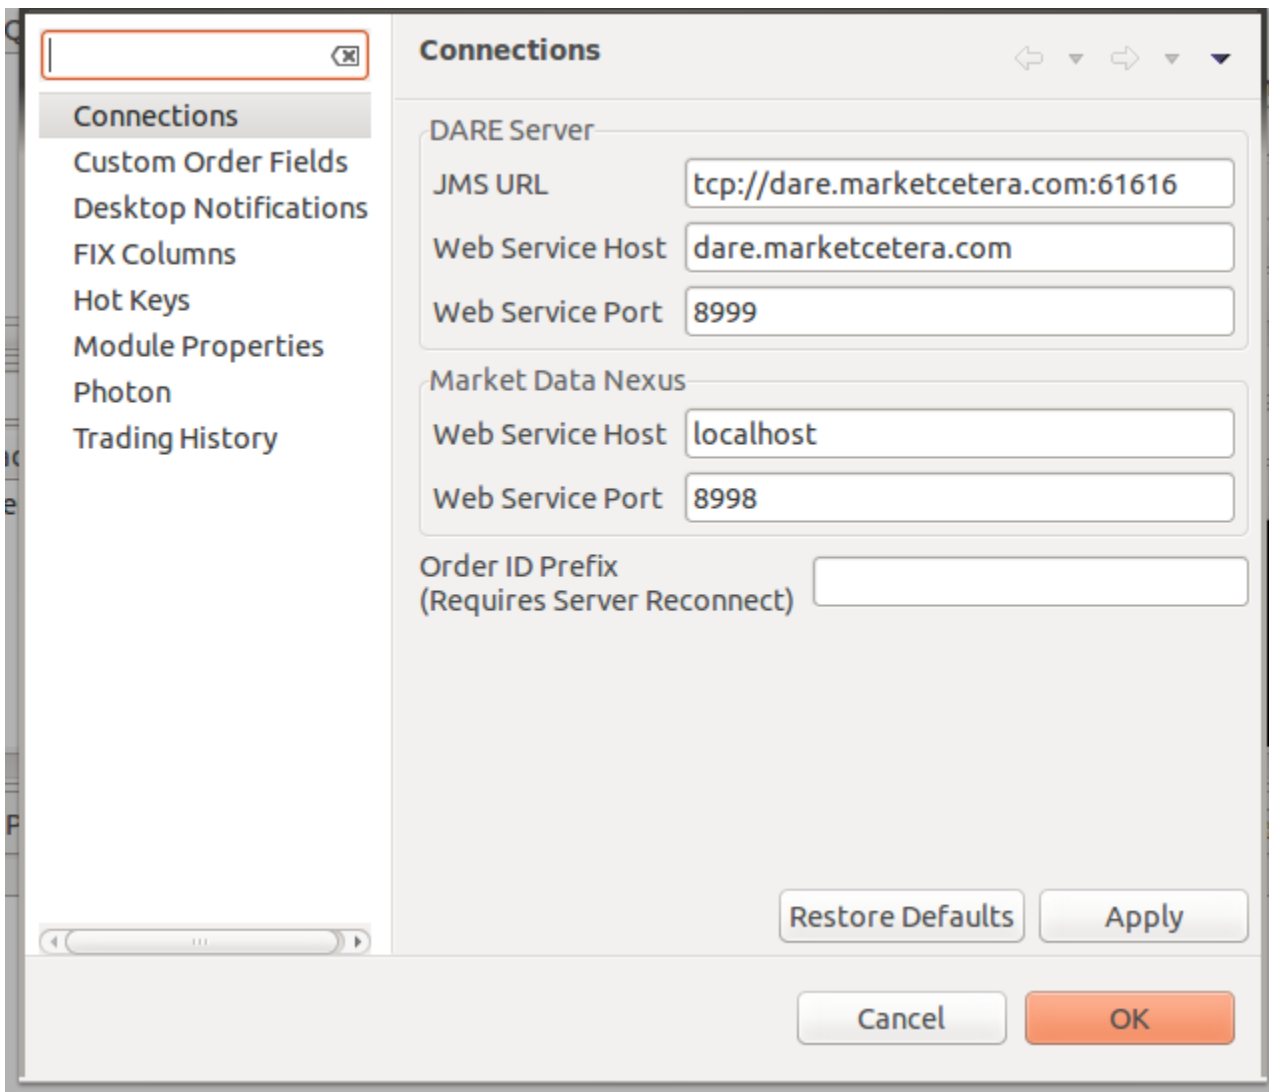 Connections
Custom Order Fields
Desktop Notifications
FIX Columns
Hot Keys
Module Properties
Photon
Trading History
Connections
DARE Server
JMS URL tcp://dare.marketcetera.com:61616
Web Service Host dare.marketcetera.com
Web Service Port 8999
Market Data Nexus
Web Service Host localhost
Web Service Port 8998
Order ID Prefix
(Requires Server Reconnect)
Restore Defaults Apply
Cancel OK